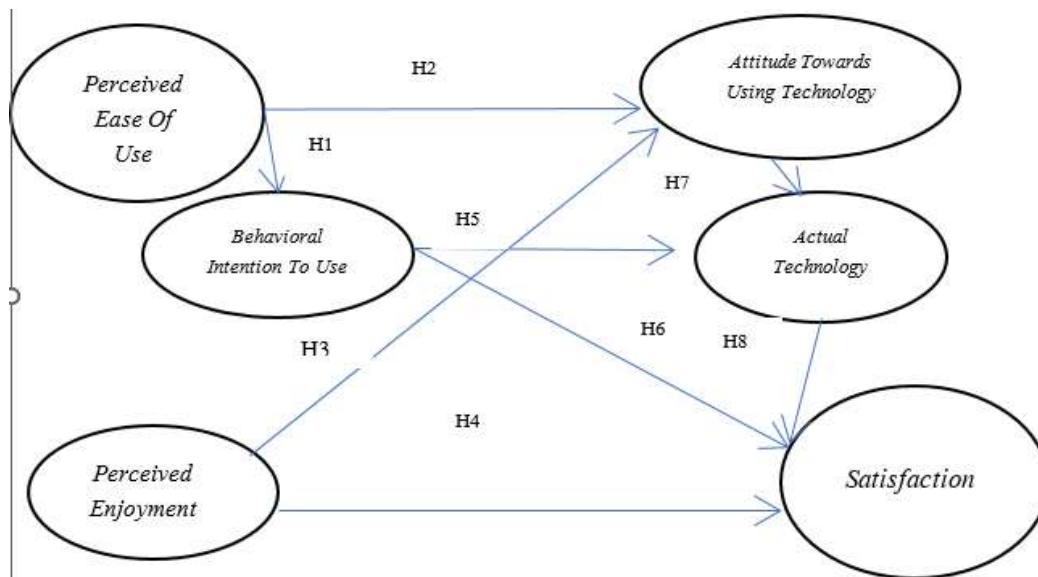 Perceived
Ease Of
Use
H2
Attitude Towards
Using Technology
H1
H7
Behavioral
Intention To Use
H5
Actual
Technology
H3
H6
H8
H4
Perceived
Enjoyment
Satisfaction